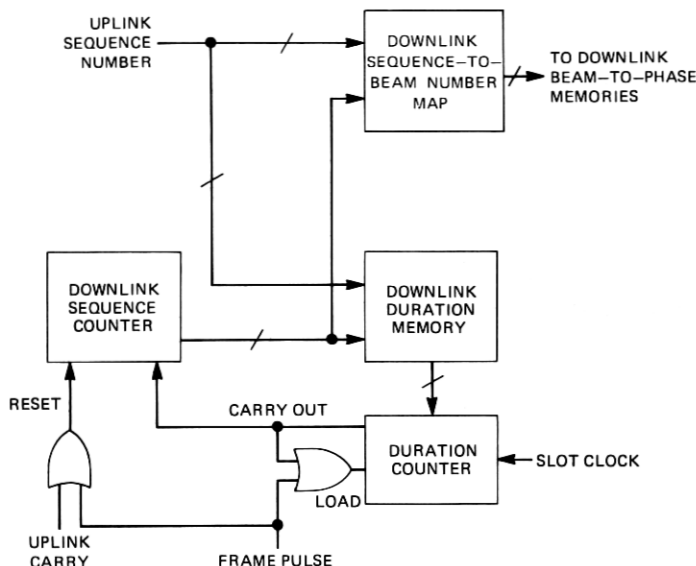 UPLINK
SEQUENCE
NUMBER
DOWNLINK
SEQUENCE–TO–
BEAM NUMBER
MAP
TO DOWNLINK
BEAM–TO–PHASE
MEMORIES
DOWNLINK
SEQUENCE
COUNTER
DOWNLINK
DURATION
MEMORY
RESET
CARRY OUT
DURATION
COUNTER
SLOT CLOCK
LOAD
UPLINK
CARRY
FRAME PULSE